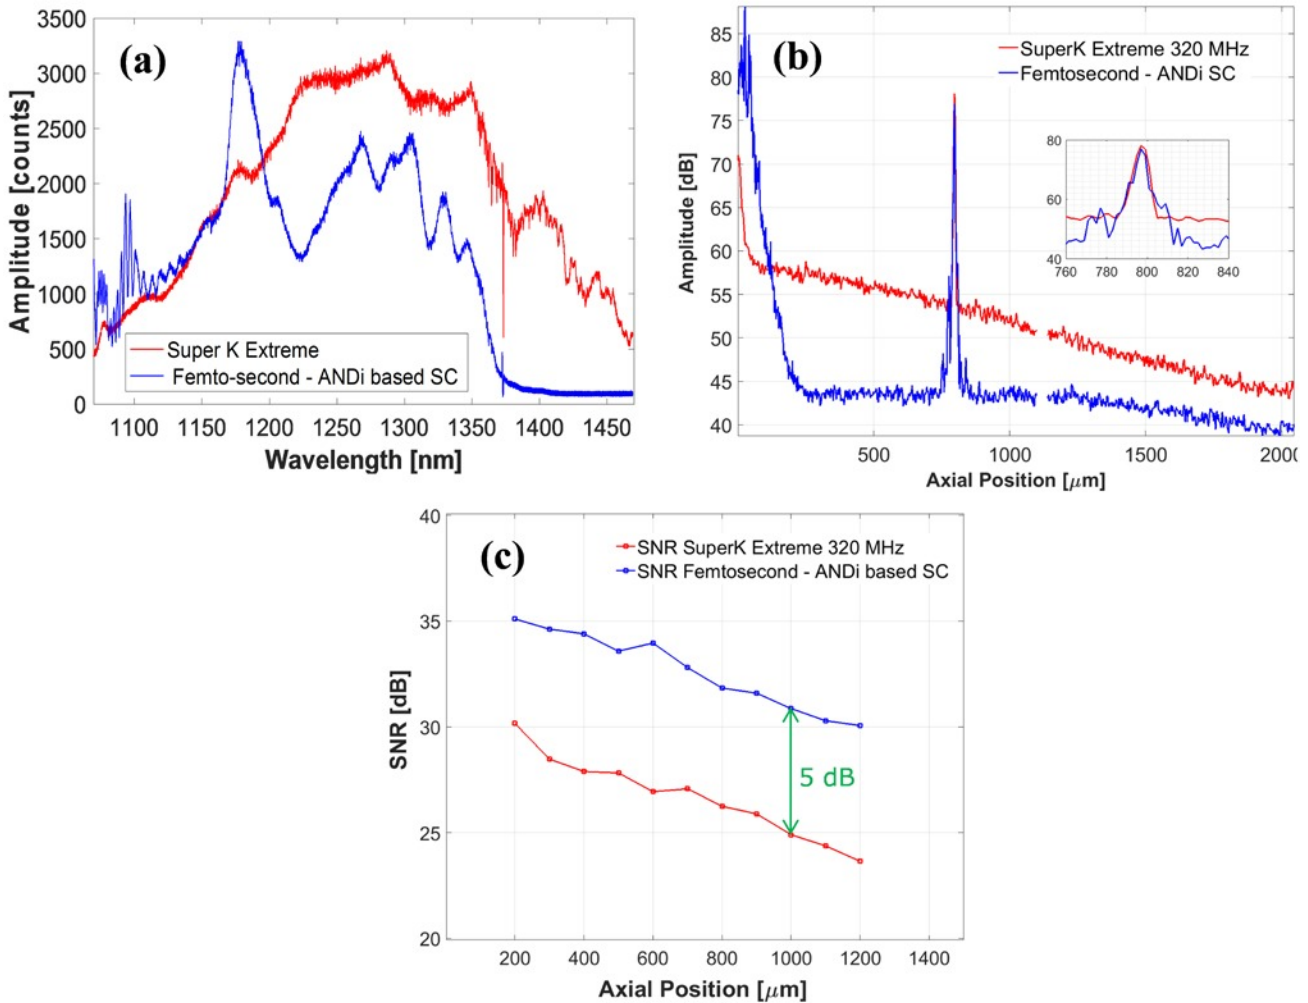 (a)
Amplitude [counts]
3500
3000
2500
2000
1500
1000
500
0
Super K Extreme
Femto-second - ANDi based SC
1100 1150 1200 1250 1300 1350 1400 1450
Wavelength [nm]
(b)
Amplitude [dB]
85
80
75
70
65
60
55
50
45
40
SuperK Extreme 320 MHz
Femtosecond - ANDi SC
80
60
40
760 780 800 820 840
500 1000 1500 2000
Axial Position [μm]
(c)
SNR [dB]
40
35
30
25
20
SNR SuperK Extreme 320 MHz
SNR Femtosecond - ANDi based SC
5 dB
200 400 600 800 1000 1200 1400
Axial Position [μm]